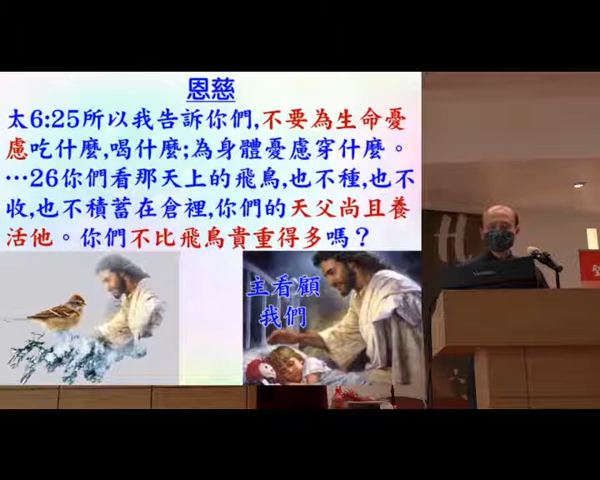 恩慈
太6:25所以我告訴你們,不要為生命憂
慮吃什麼,喝什麼;為身體憂慮穿什麼。
…26你們看那天上的飛鳥,也不種,也不
收,也不積蓄在倉裡,你們的天父尚且養
活他。你們不比飛鳥貴重得多嗎？
主看顧
我們